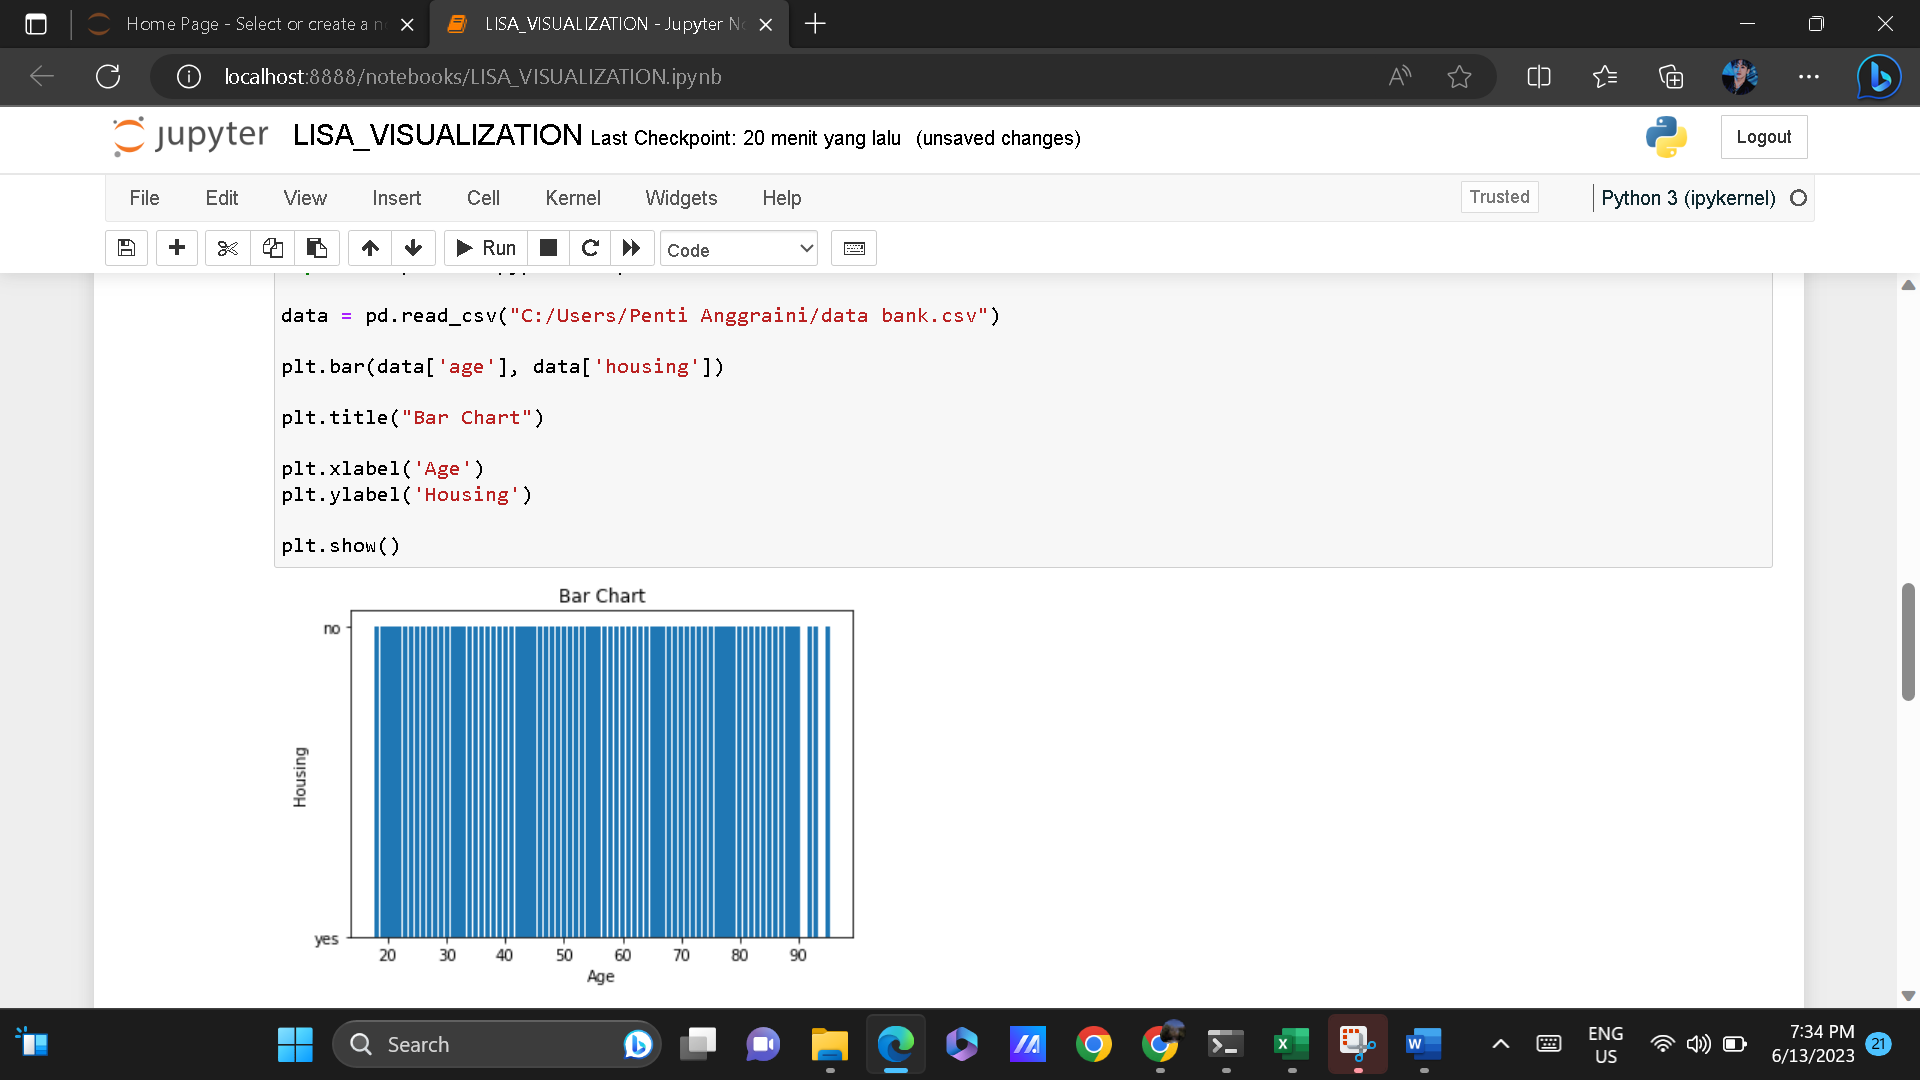 Home Page - Select or create a n
LISA_VISUALIZATION - Jupyter No
localhost:8888/notebooks/LISA_VISUALIZATION.ipynb
jupyter LISA_VISUALIZATION Last Checkpoint: 20 menit yang lalu (unsaved changes)
Logout
File Edit View Insert Cell Kernel Widgets Help
Trusted
Python 3 (ipykernel)
Run
Code
data = pd.read_csv("C:/Users/Penti Anggraini/data bank.csv")
plt.bar(data['age'], data['housing'])
plt.title("Bar Chart")
plt.xlabel('Age')
plt.ylabel('Housing')
plt.show()
Bar Chart
no
Housing
yes
20 30 40 50 60 70 80 90
Age
Search
ENG
US
7:34 PM
6/13/2023
21